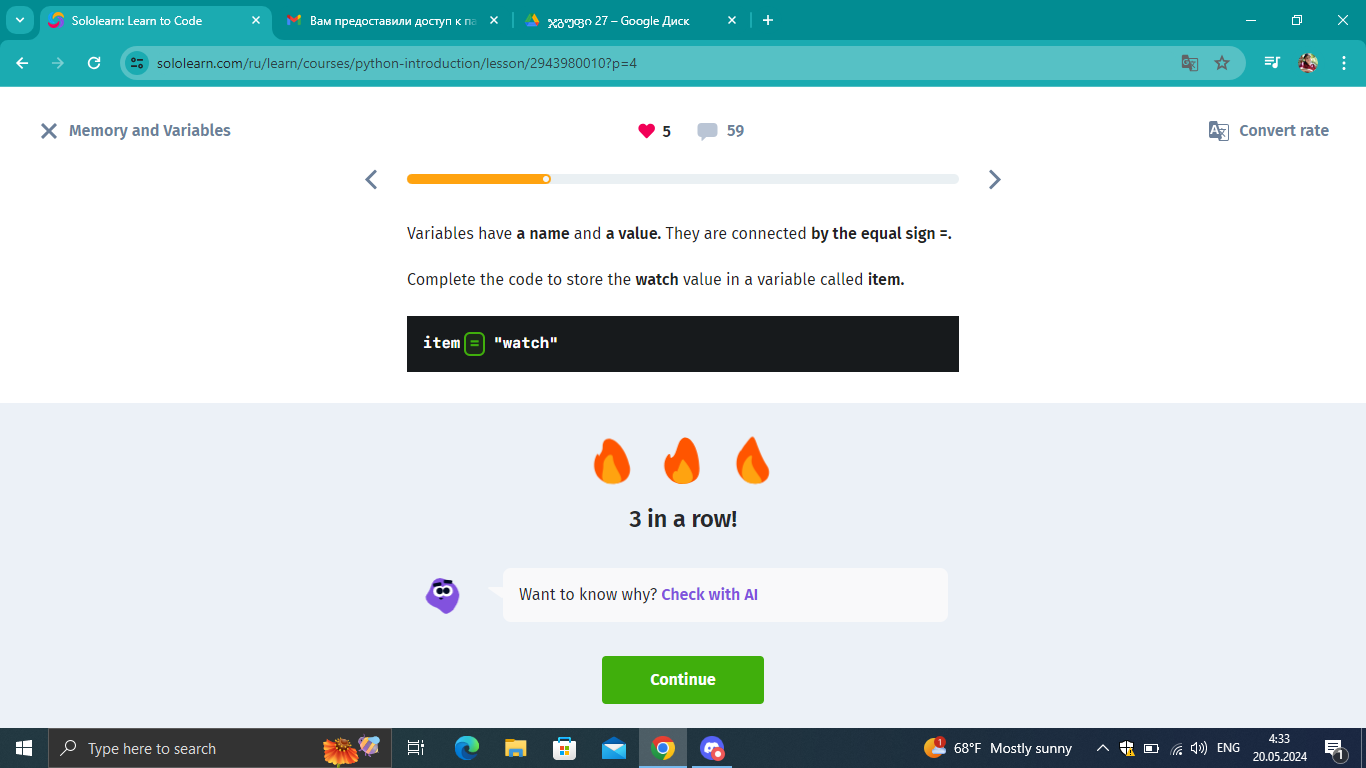 Sololearn: Learn to Code
Вам предоставили доступ к па
ჯგუფი 27 – Google Диск
sololearn.com/ru/learn/courses/python-introduction/lesson/2943980010?p=4
Memory and Variables
5
59
Convert rate
Variables have a name and a value. They are connected by the equal sign =.
Complete the code to store the watch value in a variable called item.
item = "watch"
3 in a row!
Want to know why? Check with AI
Continue
Type here to search
1
68°F Mostly sunny
ENG
4:33
20.05.2024
1